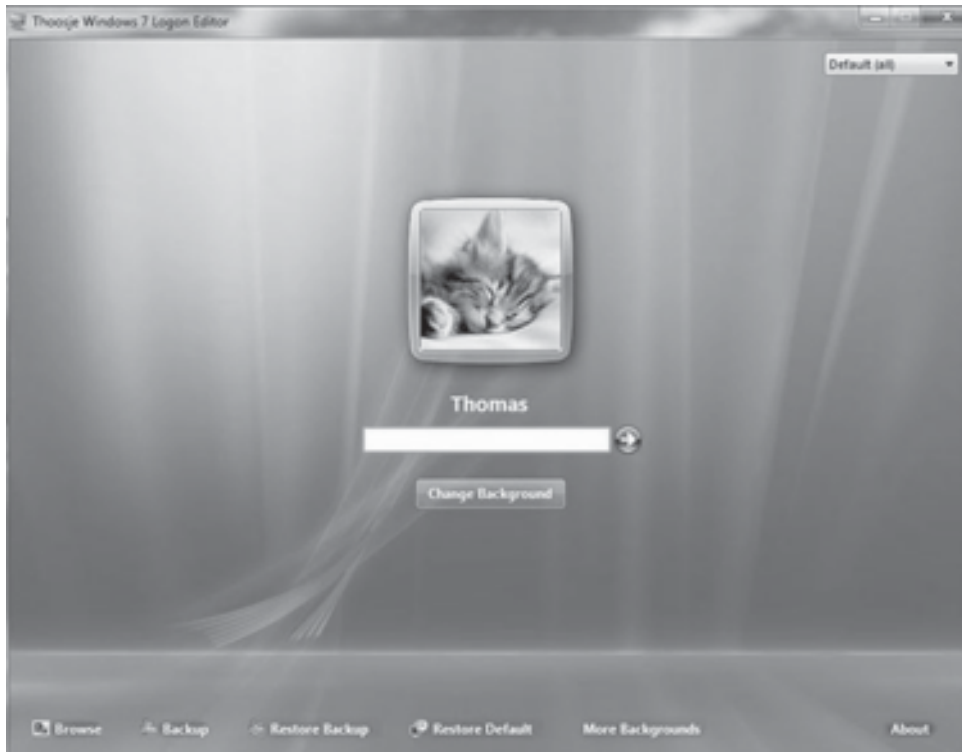 Thoosje Windows 7 Logon Editor
Default (all)
Thomas
Change Background
Browse Backup Restore Backup Restore Default More Backgrounds About